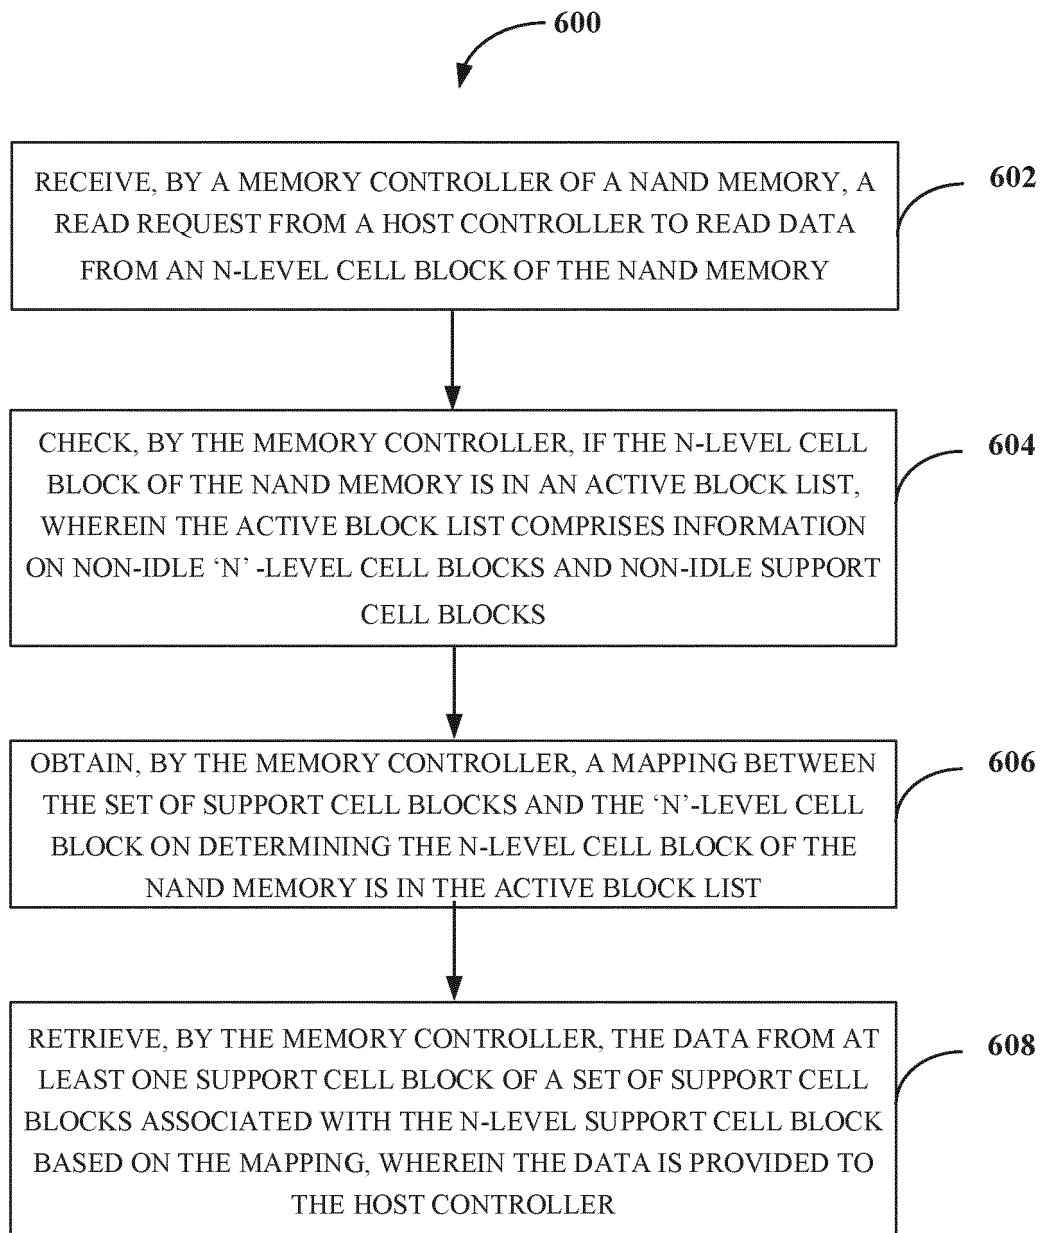 600
RECEIVE, BY A MEMORY CONTROLLER OF A NAND MEMORY, A
READ REQUEST FROM A HOST CONTROLLER TO READ DATA
FROM AN N-LEVEL CELL BLOCK OF THE NAND MEMORY
602
CHECK, BY THE MEMORY CONTROLLER, IF THE N-LEVEL CELL
BLOCK OF THE NAND MEMORY IS IN AN ACTIVE BLOCK LIST,
WHEREIN THE ACTIVE BLOCK LIST COMPRISES INFORMATION
ON NON-IDLE ‘N’ -LEVEL CELL BLOCKS AND NON-IDLE SUPPORT
CELL BLOCKS
604
OBTAIN, BY THE MEMORY CONTROLLER, A MAPPING BETWEEN
THE SET OF SUPPORT CELL BLOCKS AND THE ‘N’-LEVEL CELL
BLOCK ON DETERMINING THE N-LEVEL CELL BLOCK OF THE
NAND MEMORY IS IN THE ACTIVE BLOCK LIST
606
RETRIEVE, BY THE MEMORY CONTROLLER, THE DATA FROM AT
LEAST ONE SUPPORT CELL BLOCK OF A SET OF SUPPORT CELL
BLOCKS ASSOCIATED WITH THE N-LEVEL SUPPORT CELL BLOCK
BASED ON THE MAPPING, WHEREIN THE DATA IS PROVIDED TO
THE HOST CONTROLLER
608